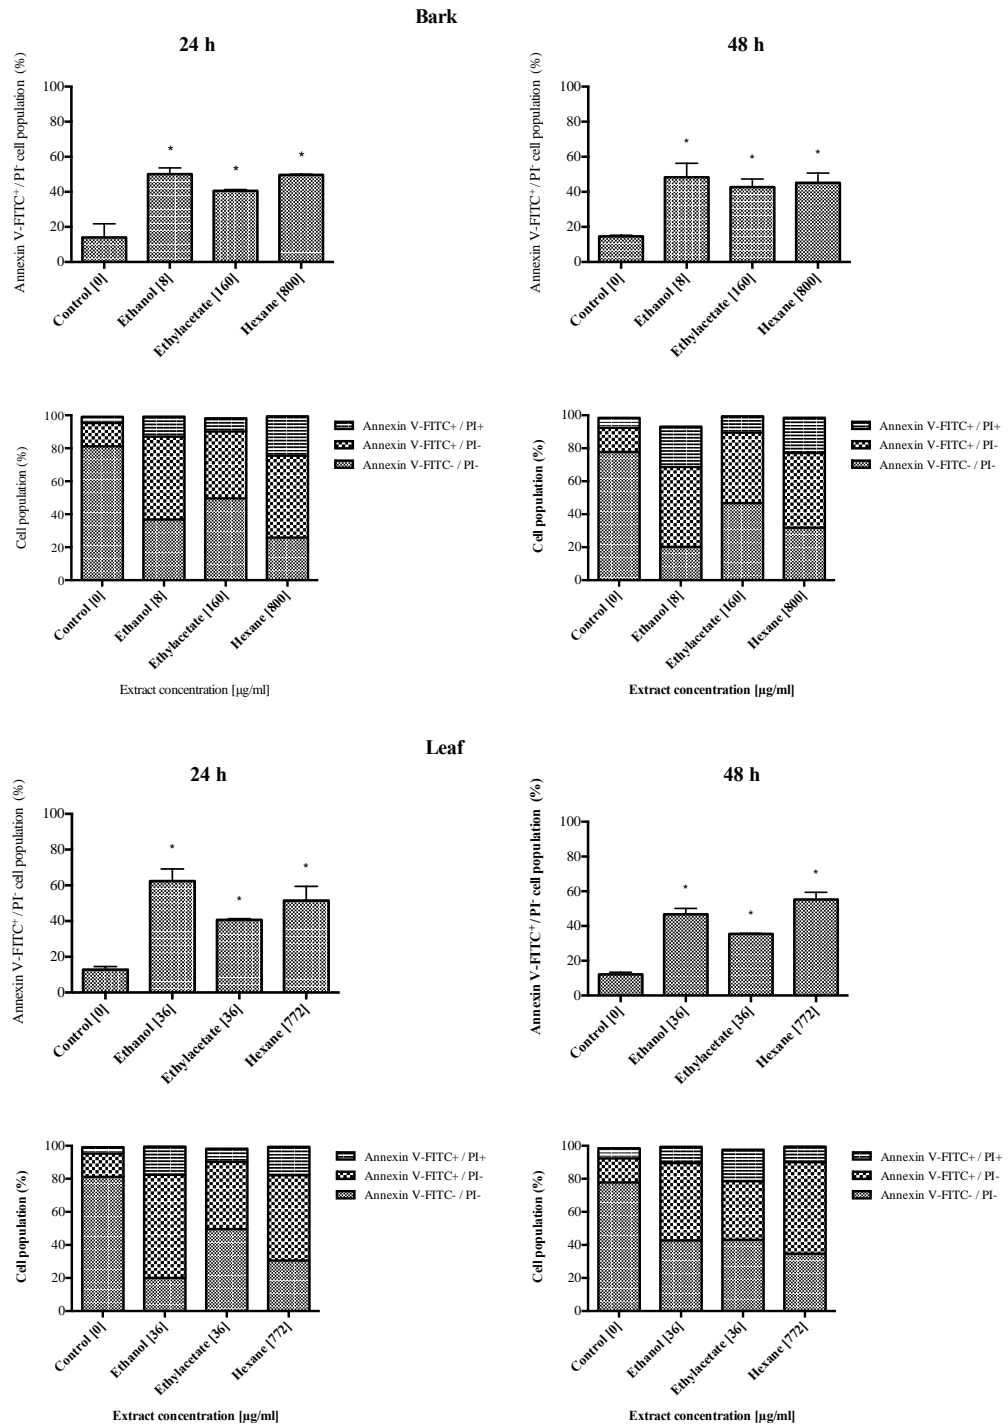 Bark
24 h
Annexin V-FITC⁺ / PI⁻ cell population (%)
100
80
60
40
20
0
*
*
*
Control [0]
Ethanol [8]
Ethylacetate [160]
Hexane [800]
48 h
Annexin V-FITC⁺ / PI⁻ cell population (%)
100
80
60
40
20
0
*
*
*
Control [0]
Ethanol [8]
Ethylacetate [160]
Hexane [800]
Cell population (%)
100
80
60
40
20
0
Annexin V-FITC+ / PI+
Annexin V-FITC+ / PI-
Annexin V-FITC- / PI-
Control [0]
Ethanol [8]
Ethylacetate [160]
Hexane [800]
Extract concentration [µg/ml]
Cell population (%)
100
80
60
40
20
0
Annexin V-FITC+ / PI+
Annexin V-FITC+ / PI-
Annexin V-FITC- / PI-
Control [0]
Ethanol [8]
Ethylacetate [160]
Hexane [800]
Extract concentration [µg/ml]
Leaf
24 h
Annexin V-FITC⁺ / PI⁻ cell population (%)
100
80
60
40
20
0
*
*
*
Control [0]
Ethanol [36]
Ethylacetate [36]
Hexane [772]
48 h
Annexin V-FITC⁺ / PI⁻ cell population (%)
100
80
60
40
20
0
*
*
*
Control [0]
Ethanol [36]
Ethylacetate [36]
Hexane [772]
Cell population (%)
100
80
60
40
20
0
Annexin V-FITC+ / PI+
Annexin V-FITC+ / PI-
Annexin V-FITC- / PI-
Control [0]
Ethanol [36]
Ethylacetate [36]
Hexane [772]
Extract concentration [µg/ml]
Cell population (%)
100
80
60
40
20
0
Annexin V-FITC+ / PI+
Annexin V-FITC+ / PI-
Annexin V-FITC- / PI-
Control [0]
Ethanol [36]
Ethylacetate [36]
Hexane [772]
Extract concentration [µg/ml]